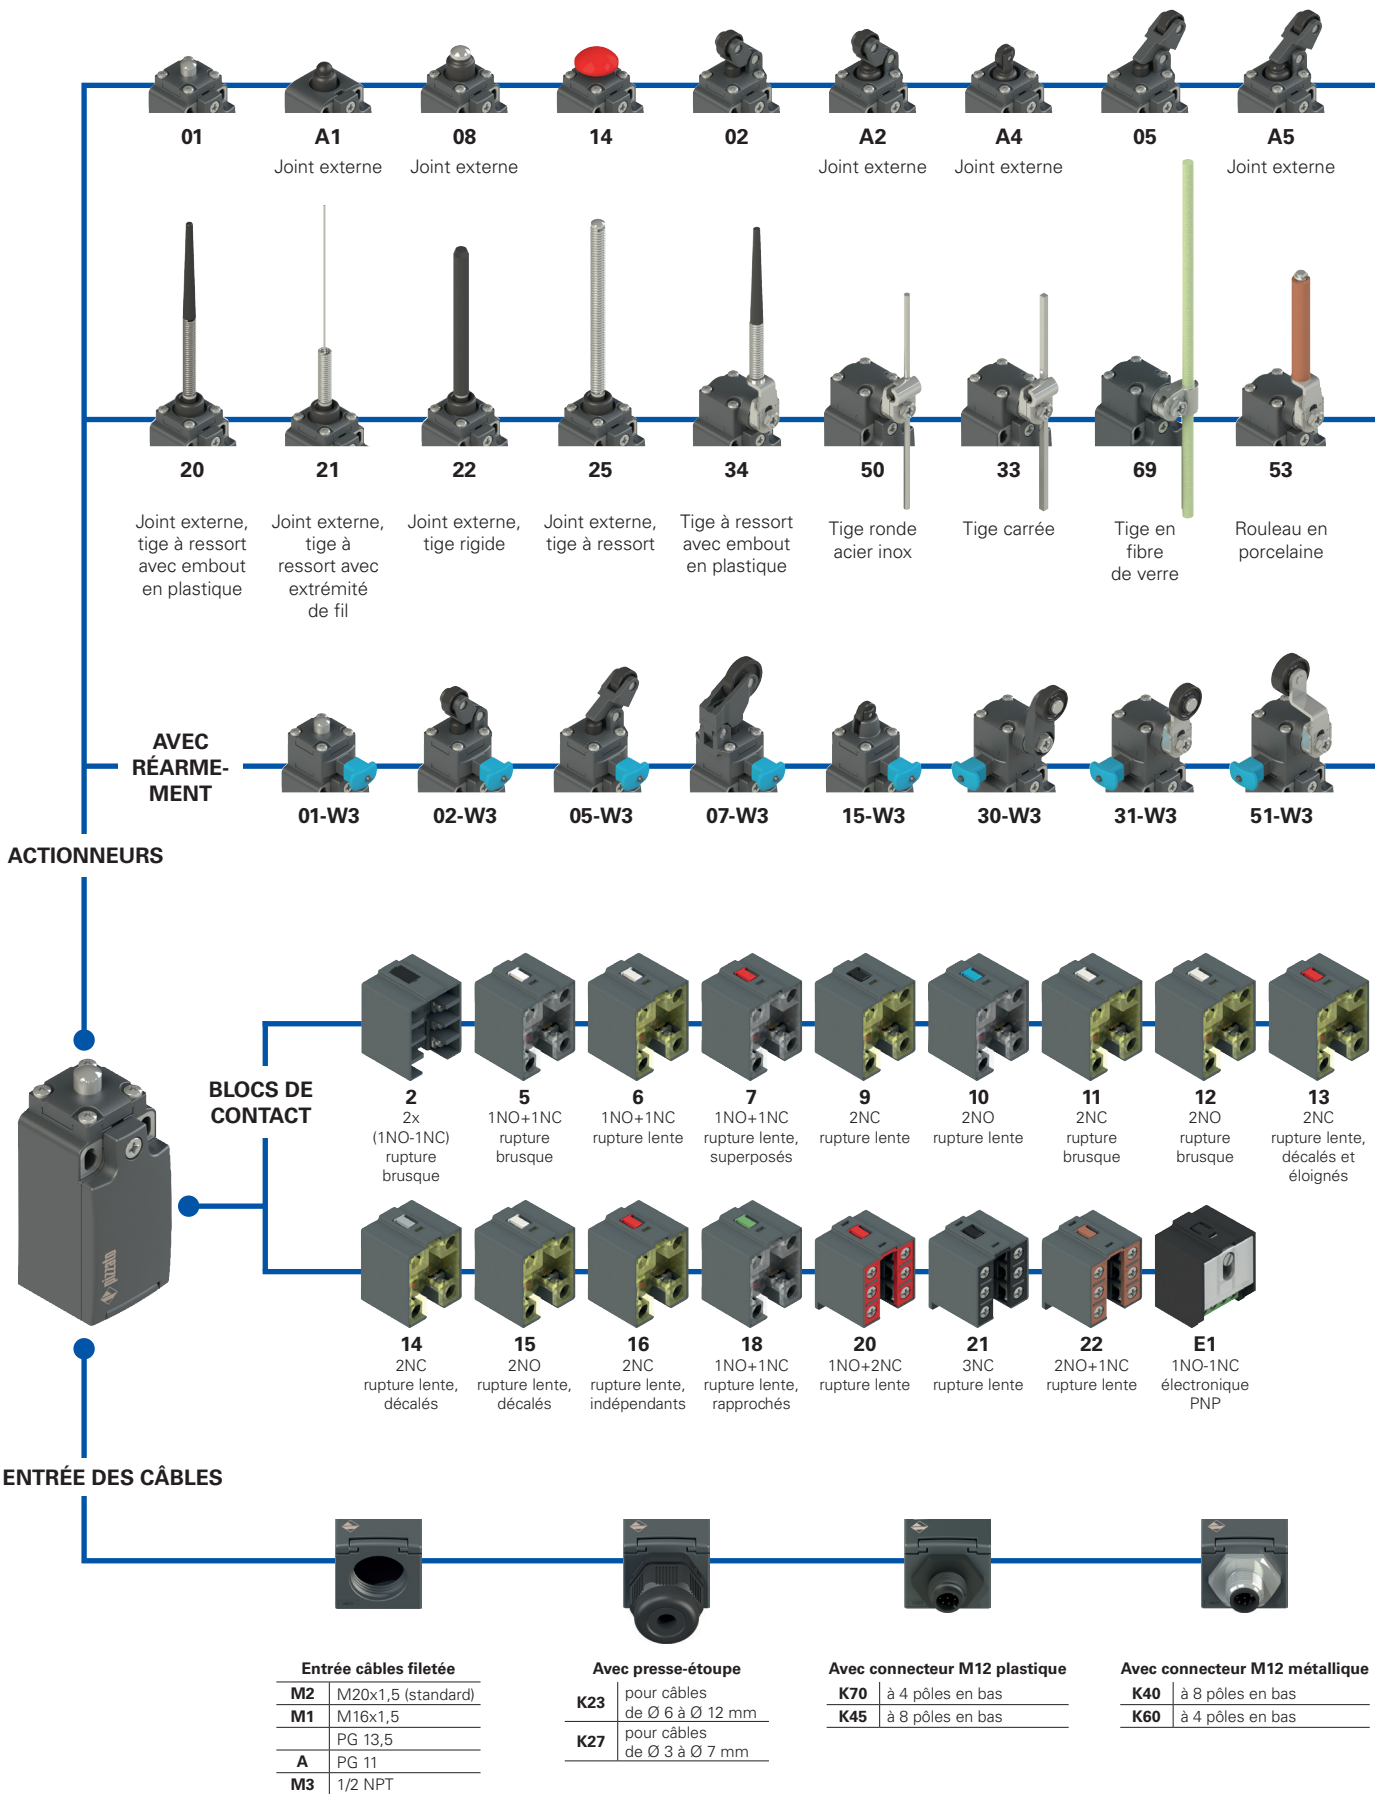 01
A1
Joint externe
08
Joint externe
14
02
A2
Joint externe
A4
Joint externe
05
A5
Joint externe
20
Joint externe,
tige à ressort
avec embout
en plastique
21
Joint externe,
tige à
ressort avec
extrémité
de fil
22
Joint externe,
tige rigide
25
Joint externe,
tige à ressort
34
Tige à ressort
avec embout
en plastique
50
Tige ronde
acier inox
33
Tige carrée
69
Tige en
fibre
de verre
53
Rouleau en
porcelaine
AVEC
RÉARME-
MENT
01-W3
02-W3
05-W3
07-W3
15-W3
30-W3
31-W3
51-W3
ACTIONNEURS
BLOCS DE
CONTACT
2
2x
(1NO-1NC)
rupture
brusque
5
1NO+1NC
rupture
brusque
6
1NO+1NC
rupture lente
7
1NO+1NC
rupture lente,
superposés
9
2NC
rupture lente
10
2NO
rupture lente
11
2NC
rupture
brusque
12
2NO
rupture
brusque
13
2NC
rupture lente,
décalés et
éloignés
14
2NC
rupture lente,
décalés
15
2NO
rupture lente,
décalés
16
2NC
rupture lente,
indépendants
18
1NO+1NC
rupture lente,
rapprochés
20
1NO+2NC
rupture lente
21
3NC
rupture lente
22
2NO+1NC
rupture lente
E1
1NO-1NC
électronique
PNP
pizzato
ENTRÉE DES CÂBLES
Entrée câbles filetée
M2 M20x1,5 (standard)
M1 M16x1,5
PG 13,5
A PG 11
M3 1/2 NPT
Avec presse-étoupe
K23 pour câbles
de Ø 6 à Ø 12 mm
K27 pour câbles
de Ø 3 à Ø 7 mm
Avec connecteur M12 plastique
K70 à 4 pôles en bas
K45 à 8 pôles en bas
Avec connecteur M12 métallique
K40 à 8 pôles en bas
K60 à 4 pôles en bas